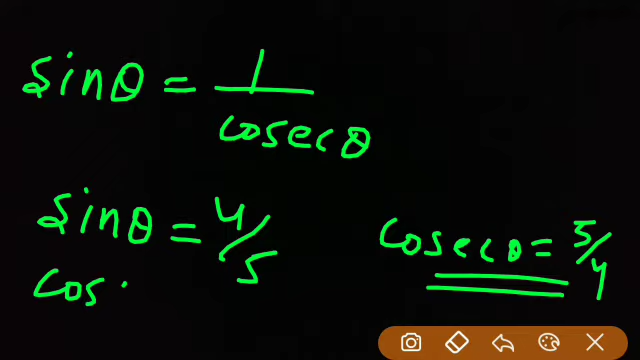 sinθ = 1/cosecθ
sinθ = 4/5
cosecθ = 5/4
cos